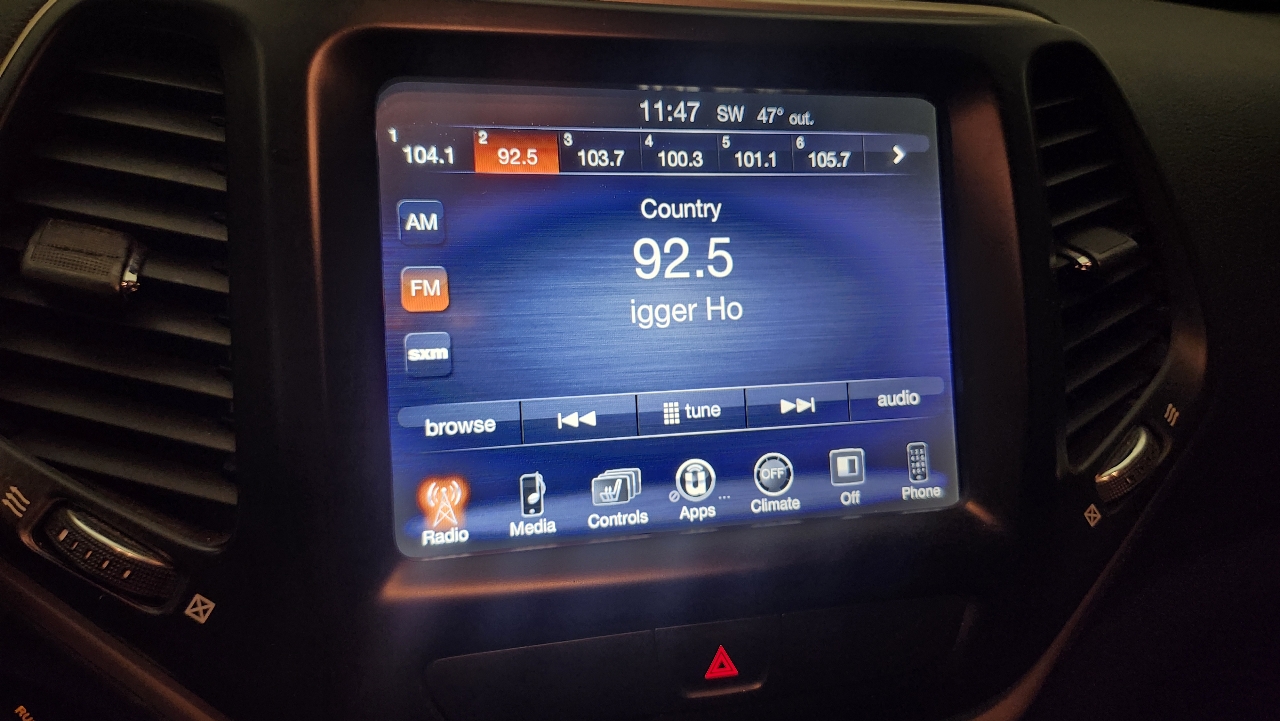 11:47 SW 47° out.
1 104.1 2 92.5 3 103.7 4 100.3 5 101.1 6 105.7
AM
Country
92.5
FM
igger Ho
sxm
browse tune audio
Radio Media Controls Apps Climate Off Phone
OFF
RU